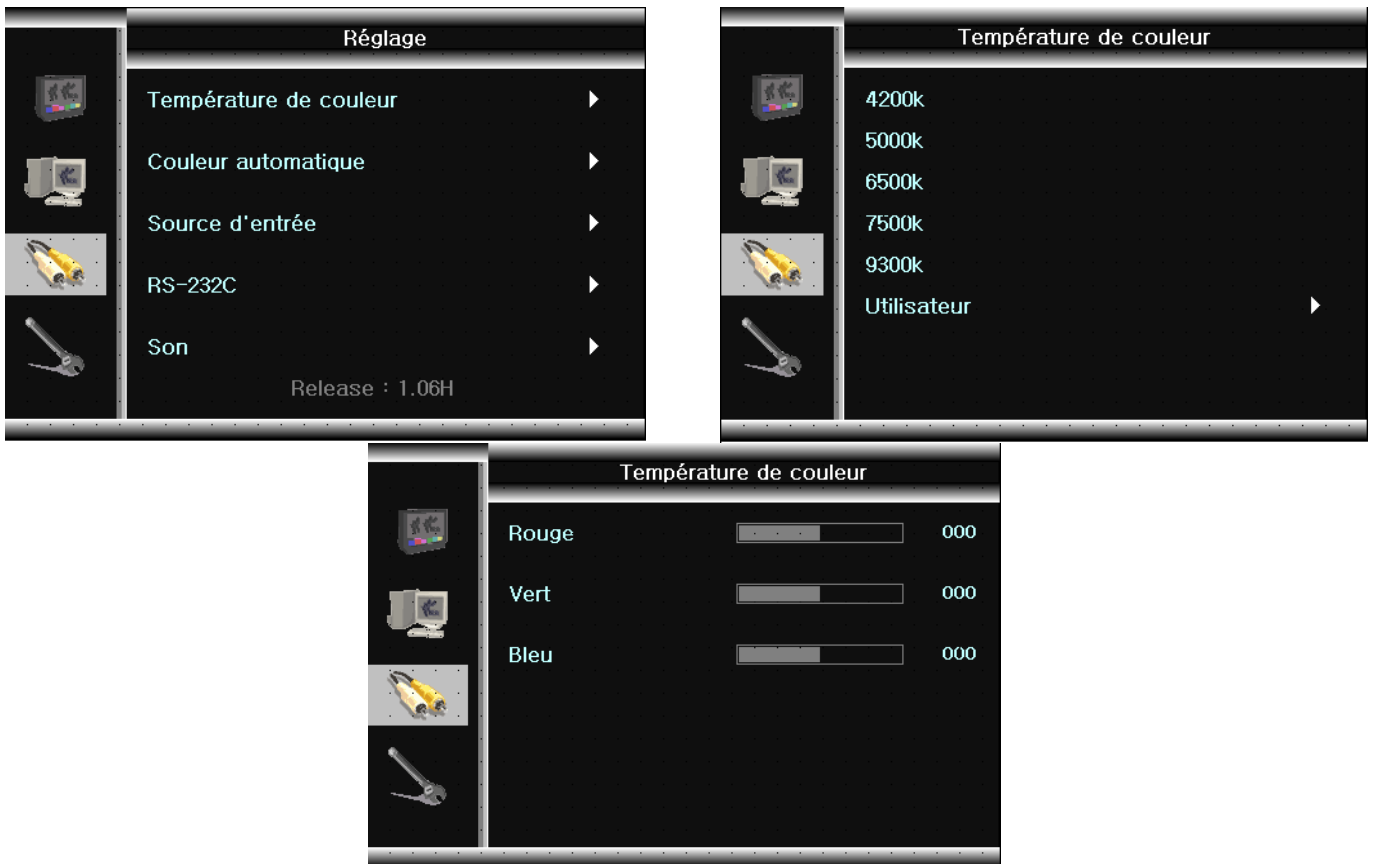 Réglage
Température de couleur
Couleur automatique
Source d'entrée
RS-232C
Son
Release : 1.06H
Température de couleur
4200k
5000k
6500k
7500k
9300k
Utilisateur
Température de couleur
Rouge 000
Vert 000
Bleu 000